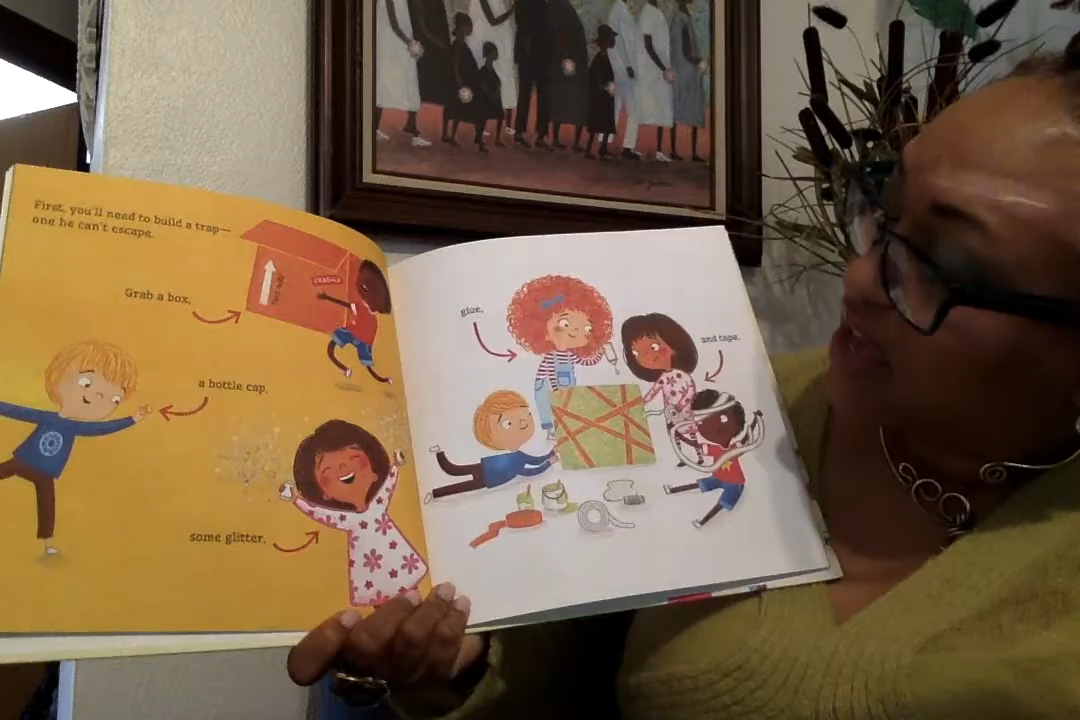 First, you'll need to build a trap—
one he can't escape.
Grab a box,
FRAGILE
a bottle cap,
some glitter,
glue,
and tape.